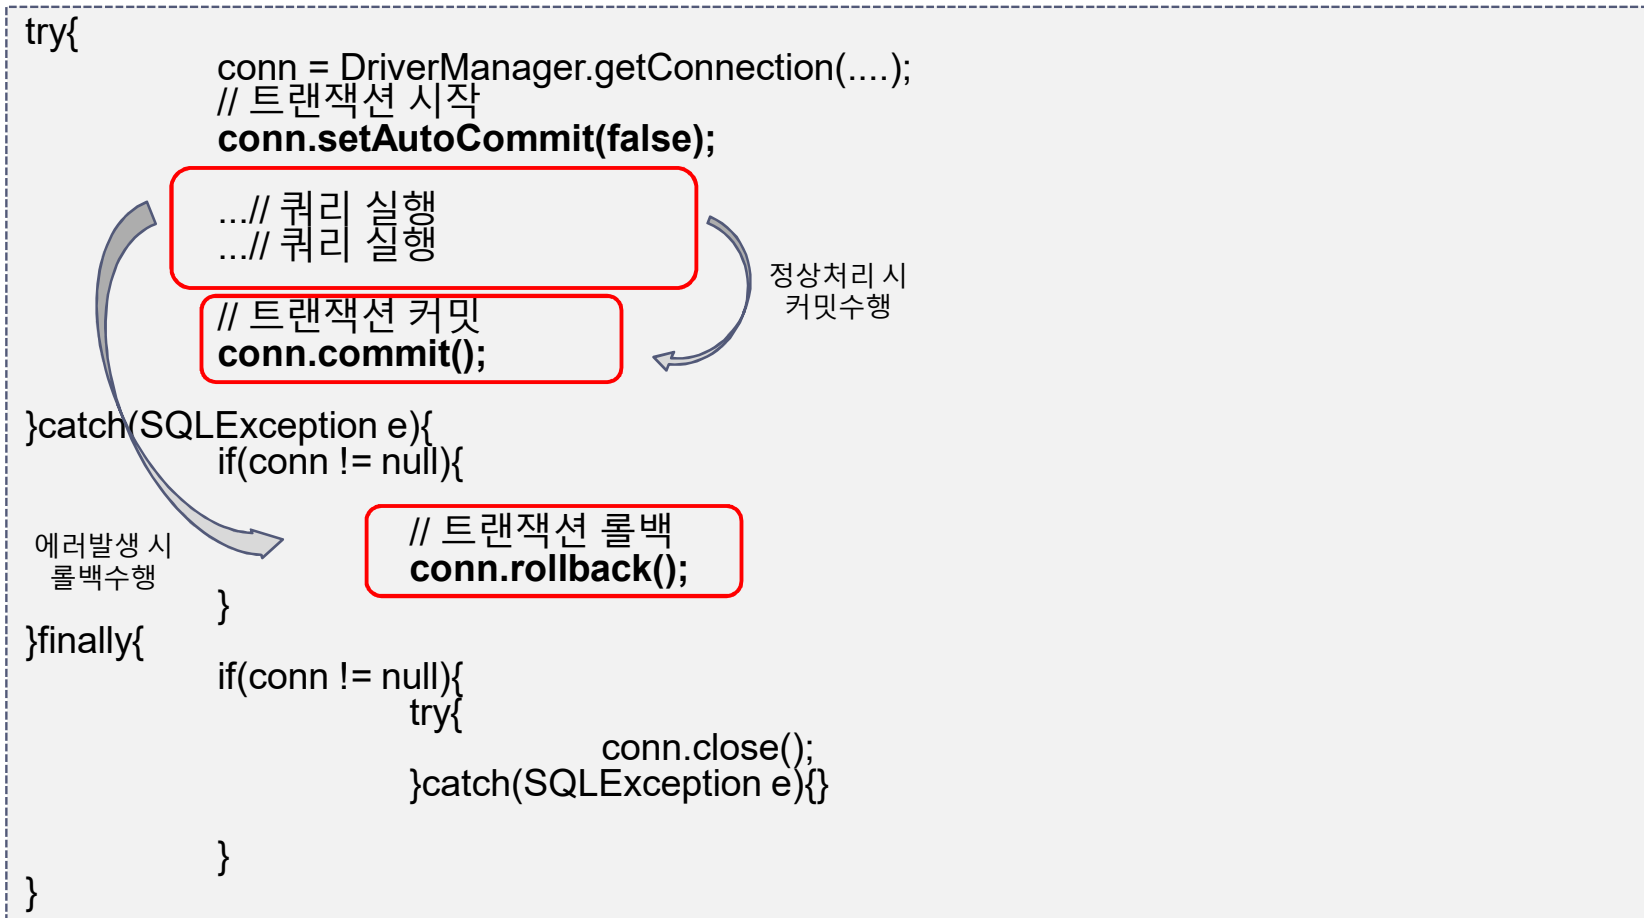 try{
conn = DriverManager.getConnection(....);
// 트랜잭션 시작
conn.setAutoCommit(false);
...// 쿼리 실행
...// 쿼리 실행
정상처리 시
커밋수행
// 트랜잭션 커밋
conn.commit();
}catch(SQLException e){
if(conn != null){
// 트랜잭션 롤백
conn.rollback();
에러발생 시
롤백수행
}
}finally{
if(conn != null){
try{
conn.close();
}catch(SQLException e){}
}
}